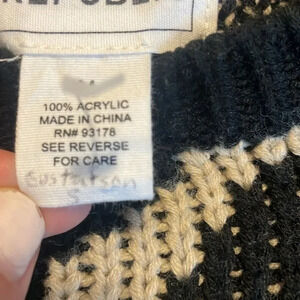 100% ACRYLIC
MADE IN CHINA
RN# 93178
SEE REVERSE
FOR CARE